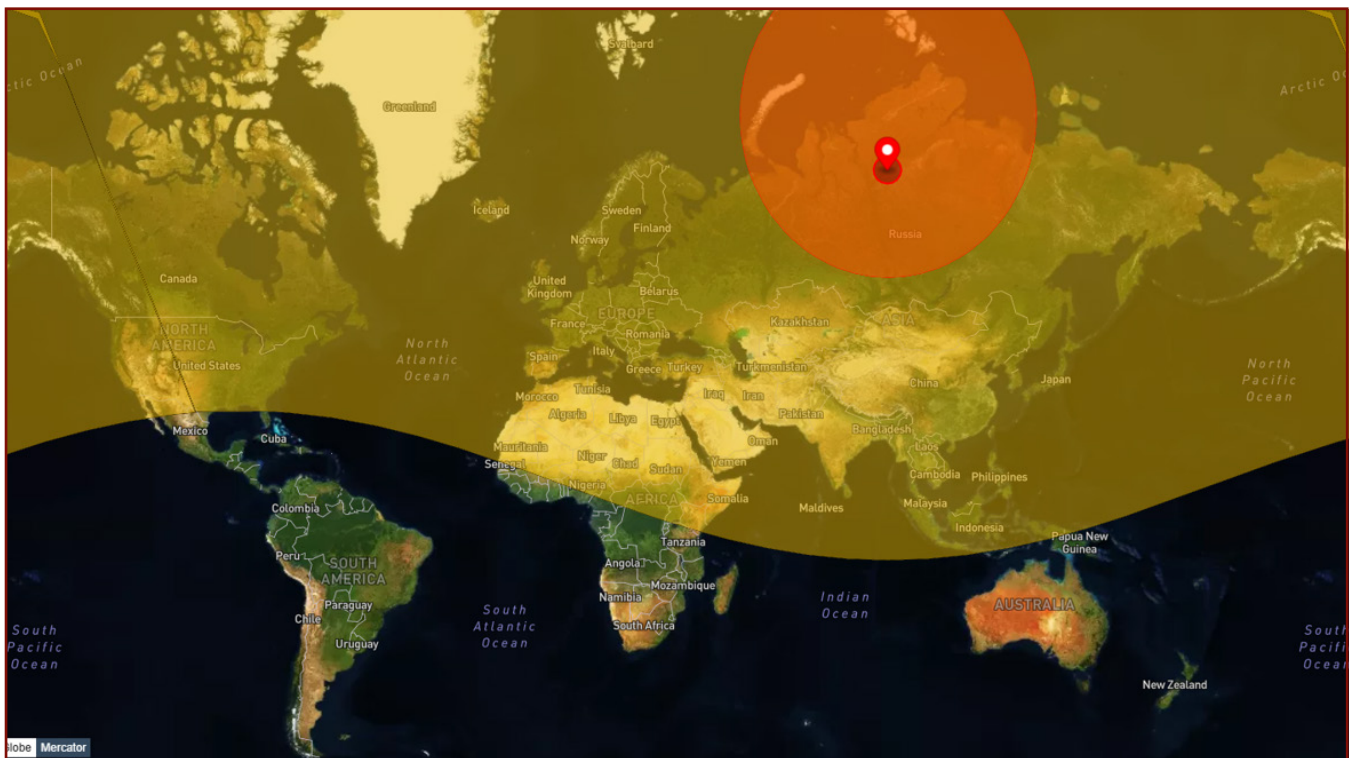 Svalbard
Arctic Ocean
Greenland
Arctic Oc
Iceland
Sweden
Finland
Norway
Russia
Canada
United
Kingdom
Belarus
EUROPE
NORTH
AMERICA
France
Romania
Kazakhstan
ASIA
North
Atlantic
Ocean
Italy
Spain
Greece
Turkey
Turkmenistan
United States
China
Japan
North
Pacific
Ocean
Tunisia
Morocco
Algeria
Libya
Egypt
Iraq
Iran
Pakistan
Mexico
Cuba
Oman
Bangladesh
Laos
Mauritania
Niger
Chad
Sudan
Yemen
Senegal
Nigeria
AFRICA
Somalia
Cambodia
Philippines
Maldives
Malaysia
Colombia
Indonesia
Papua New
Guinea
Peru
Tanzania
SOUTH
AMERICA
Angola
Mozambique
Namibia
Indian
Ocean
AUSTRALIA
Paraguay
Chile
South
Atlantic
Ocean
South Africa
Uruguay
South
Pacific
Ocean
South
Pacifi
Ocean
New Zealand
Globe
Mercator